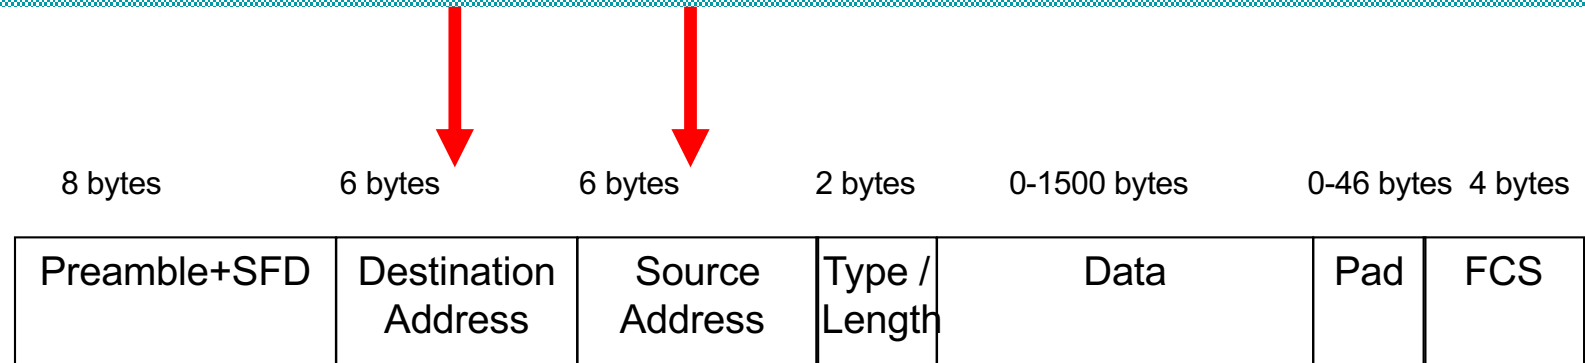 8 bytes 6 bytes 6 bytes 2 bytes 0-1500 bytes 0-46 bytes 4 bytes
Preamble+SFD Destination Source Type / Data Pad FCS
Address Address Length